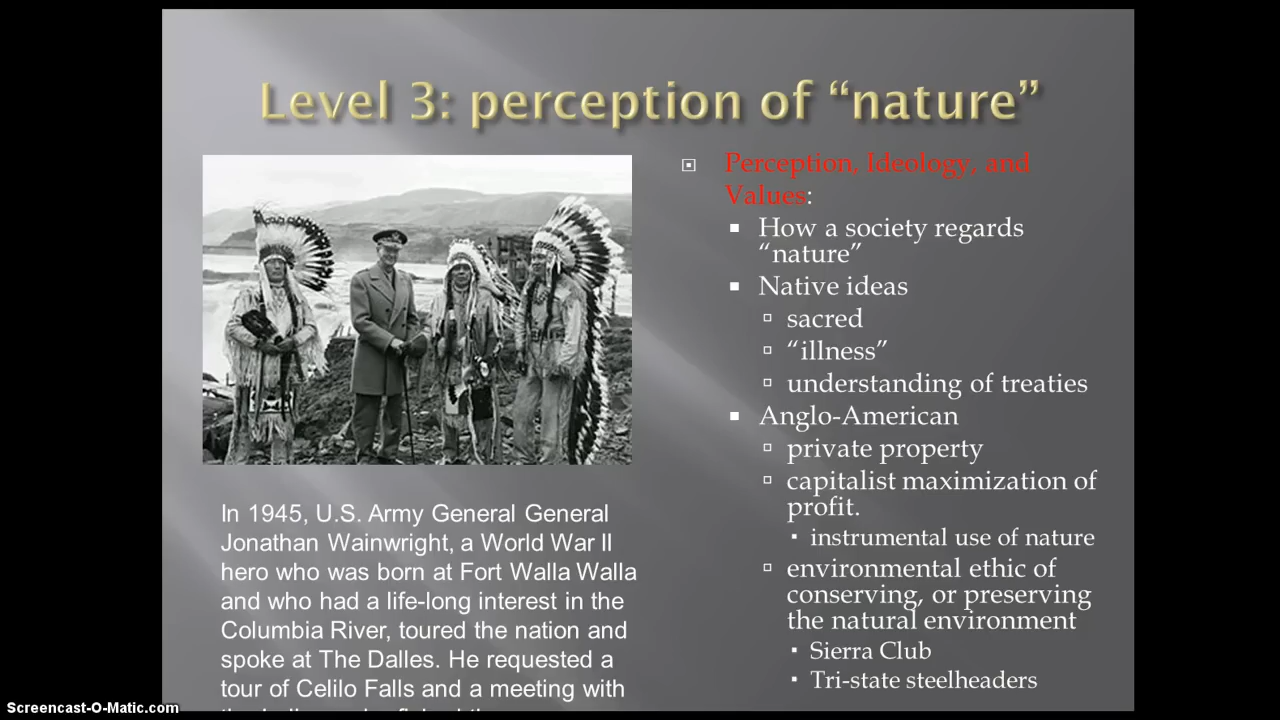 Level 3: perception of “nature”
Perception, Ideology, and
Values:
How a society regards
“nature”
Native ideas
sacred
“illness”
understanding of treaties
Anglo-American
private property
capitalist maximization of
profit.
instrumental use of nature
environmental ethic of
conserving, or preserving
the natural environment
Sierra Club
Tri-state steelheaders
In 1945, U.S. Army General General
Jonathan Wainwright, a World War II
hero who was born at Fort Walla Walla
and who had a life-long interest in the
Columbia River, toured the nation and
spoke at The Dalles. He requested a
tour of Celilo Falls and a meeting with
Screencast-O-Matic.com